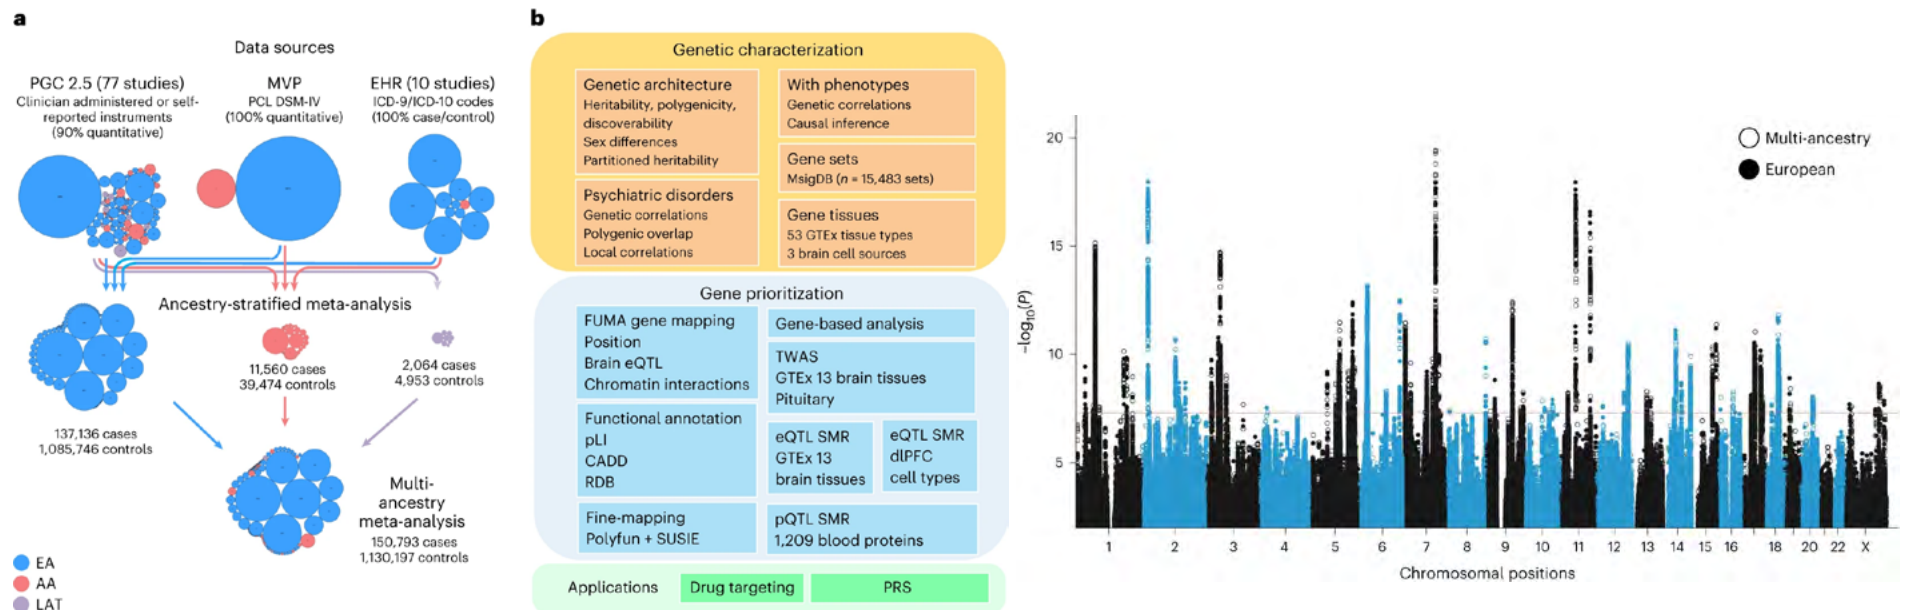 a
Data sources
PGC 2.5 (77 studies)
Clinician administered or self-
reported instruments
(90% quantitative)
MVP
PCL DSM-IV
(100% quantitative)
EHR (10 studies)
ICD-9/ICD-10 codes
(100% case/control)
Ancestry-stratified meta-analysis
137,136 cases
1,085,746 controls
11,560 cases
39,474 controls
2,064 cases
4,953 controls
Multi-
ancestry
meta-analysis
150,793 cases
1,130,197 controls
EA
AA
LAT
b
Genetic characterization
Genetic architecture
Heritability, polygenicity,
discoverability
Sex differences
Partitioned heritability
Psychiatric disorders
Genetic correlations
Polygenic overlap
Local correlations
With phenotypes
Genetic correlations
Causal inference
Gene sets
MsigDB (n = 15,483 sets)
Gene tissues
53 GTEx tissue types
3 brain cell sources
Gene prioritization
FUMA gene mapping
Position
Brain eQTL
Chromatin interactions
Functional annotation
pLI
CADD
RDB
Fine-mapping
Polyfun + SUSIE
Gene-based analysis
TWAS
GTEx 13 brain tissues
Pituitary
eQTL SMR
GTEx 13
brain tissues
eQTL SMR
dlPFC
cell types
pQTL SMR
1,209 blood proteins
Applications
Drug targeting
PRS
−log10(P)
20
15
10
5
Multi-ancestry
European
1 2 3 4 5 6 7 8 9 10 11 12 13 14 15 16 18 20 22 X
Chromosomal positions